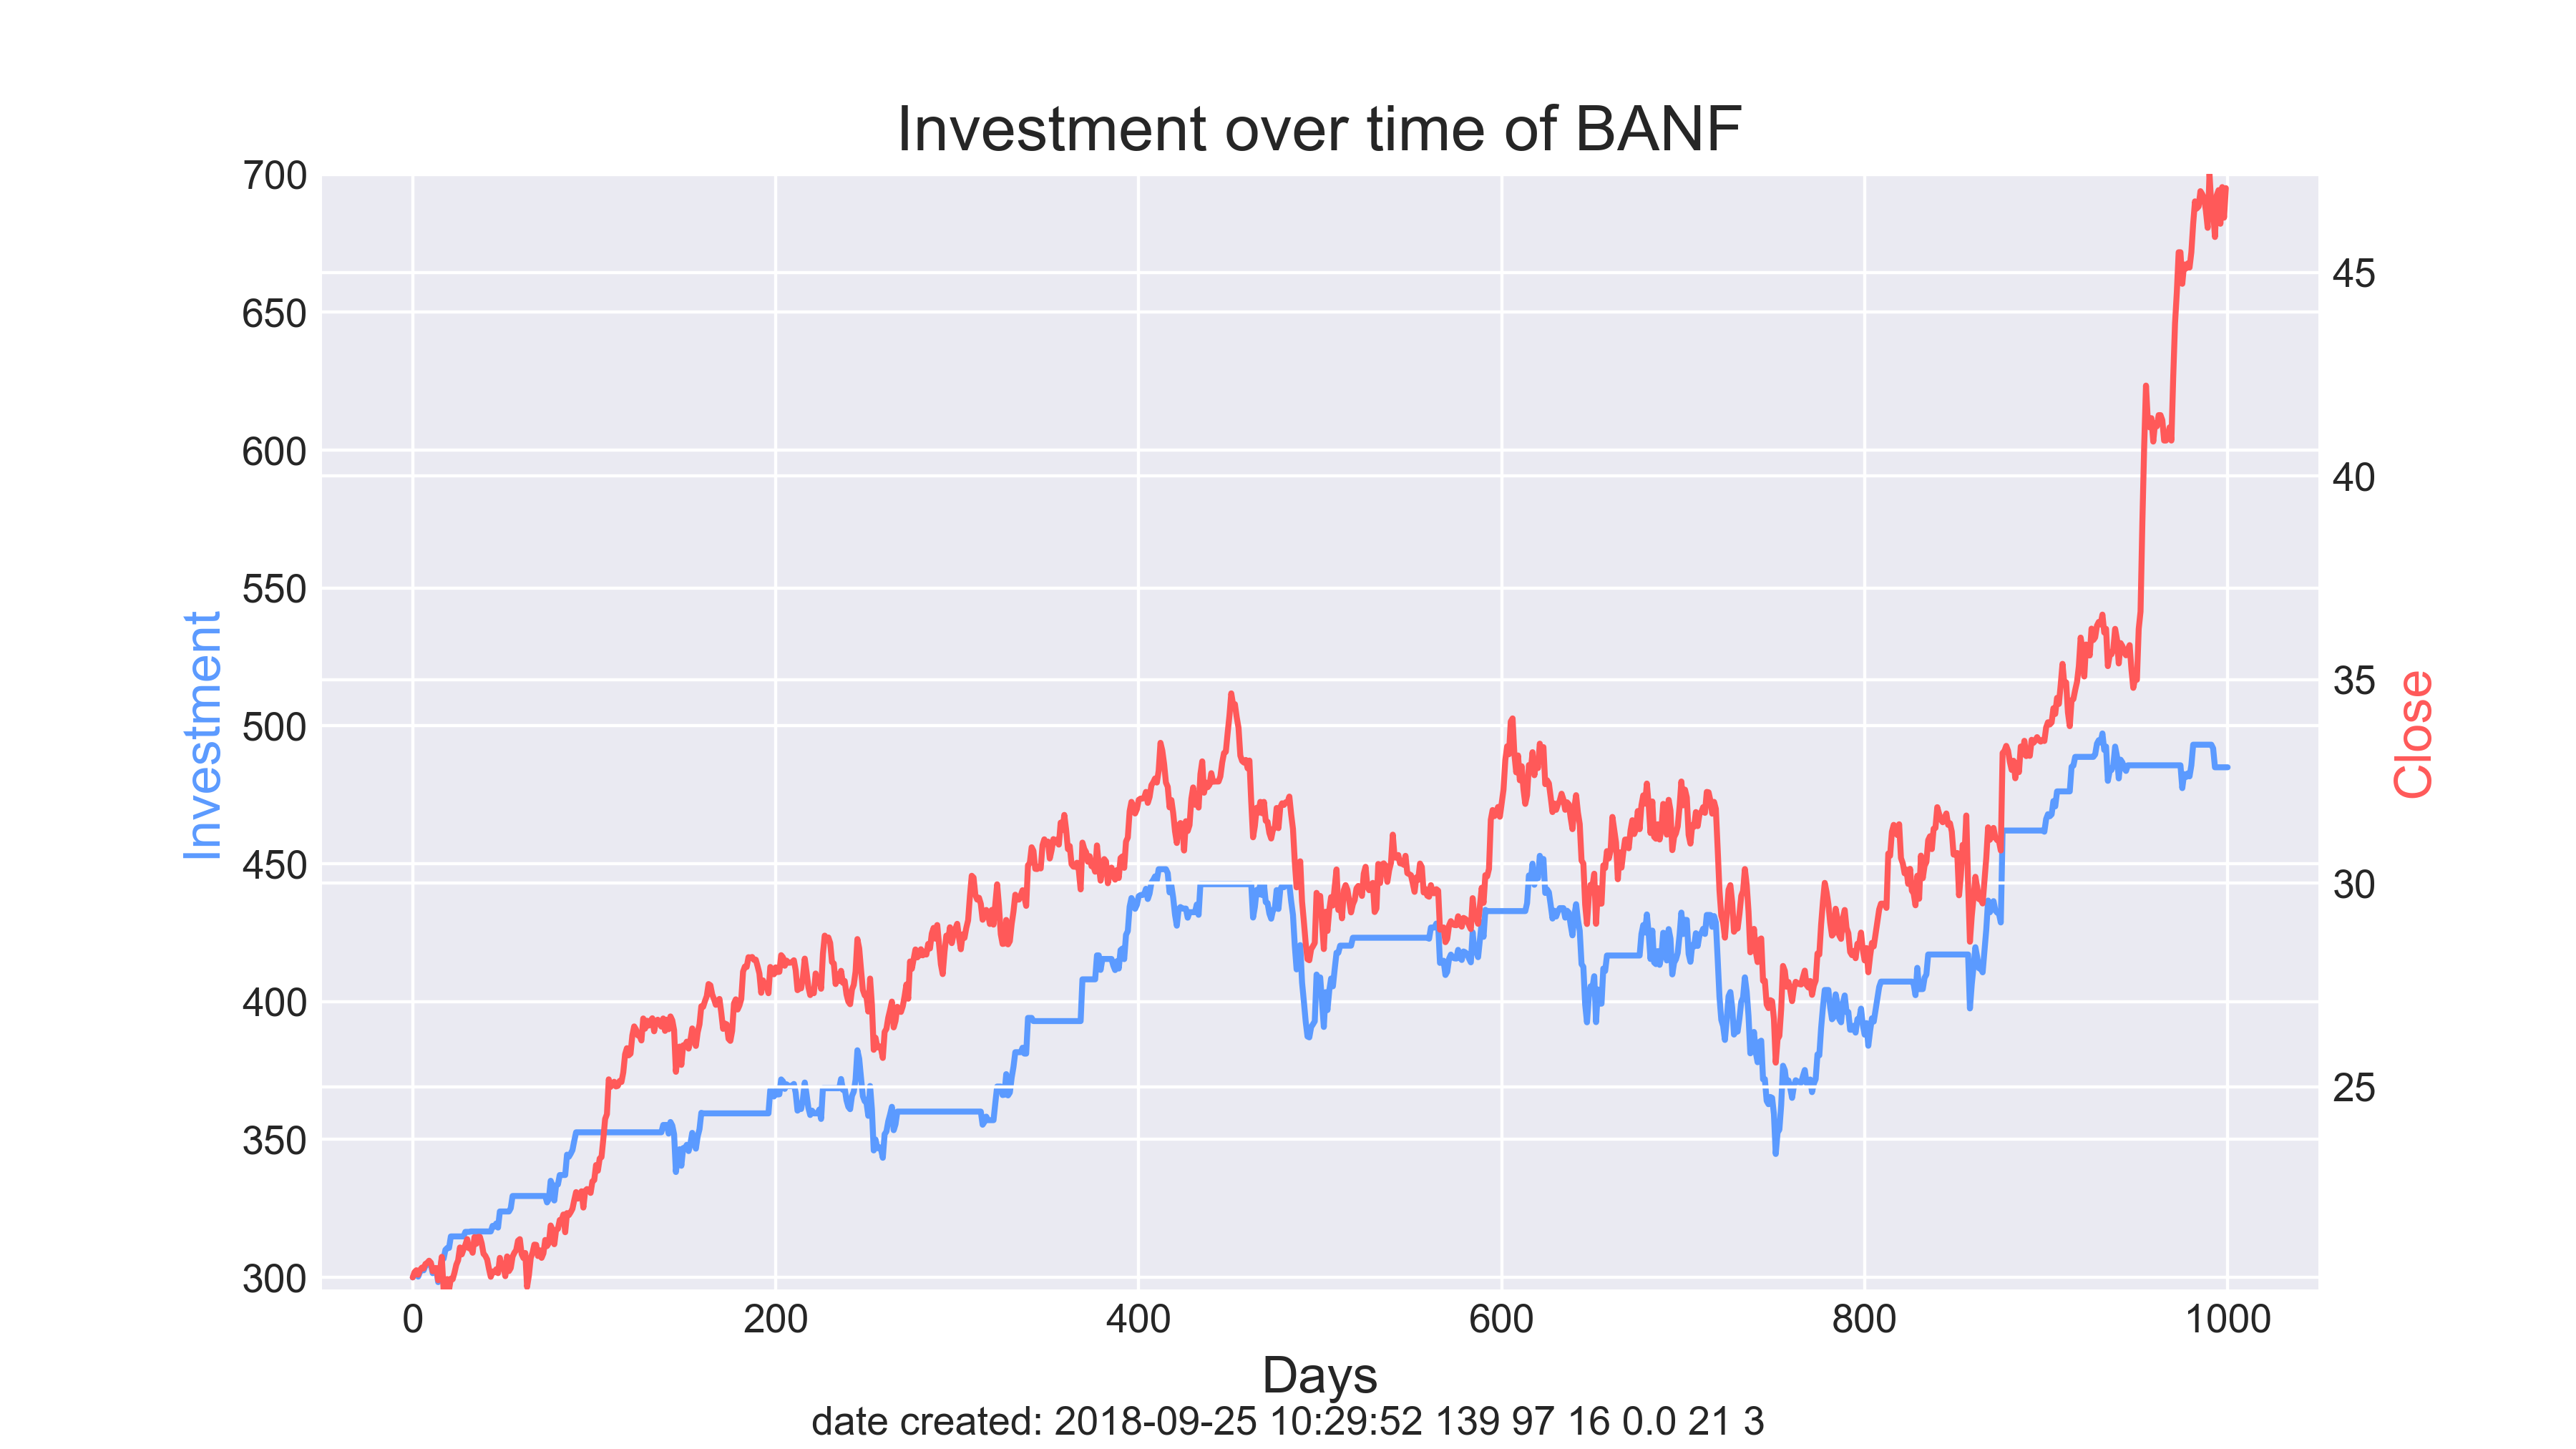 Investment over time of BANF
700
650
600
550
500
450
400
350
300
Investment
45
40
35
30
25
Close
0 200 400 600 800 1000
Days
date created: 2018-09-25 10:29:52 139 97 16 0.0 21 3